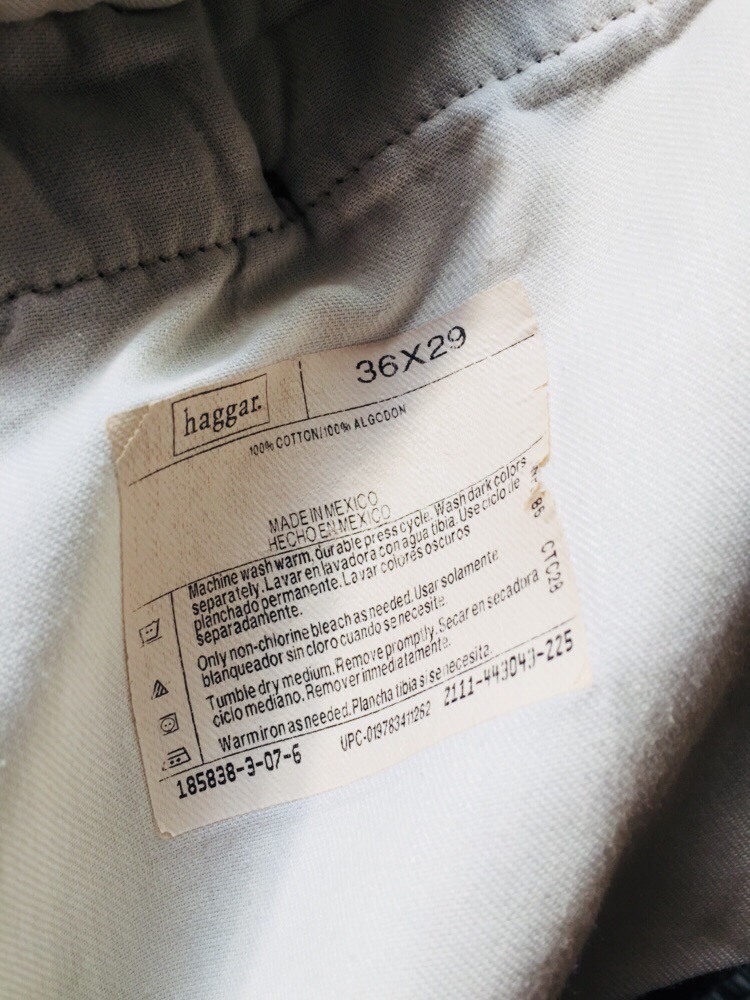 haggar.
36X29
100% COTTON/100% ALGODON
MADE IN MEXICO
HECHO EN MEXICO
Machine wash warm, durable press cycle. Wash dark colors
separately. Lavar en lavadora con agua tibia. Use ciclo de
planchado permanente. Lavar colores oscuros
separadamente.
Only non-chlorine bleach as needed. Usar solamente
blanqueador sin cloro cuando se necesite.
Tumble dry medium. Remove promptly. Secar en secadora
ciclo mediano. Remover inmediatamente.
Warm iron as needed. Plancha tibia si se necesita.
185838-3-07-6
UPC-019783411262
2111-443043-225
86
CTC28